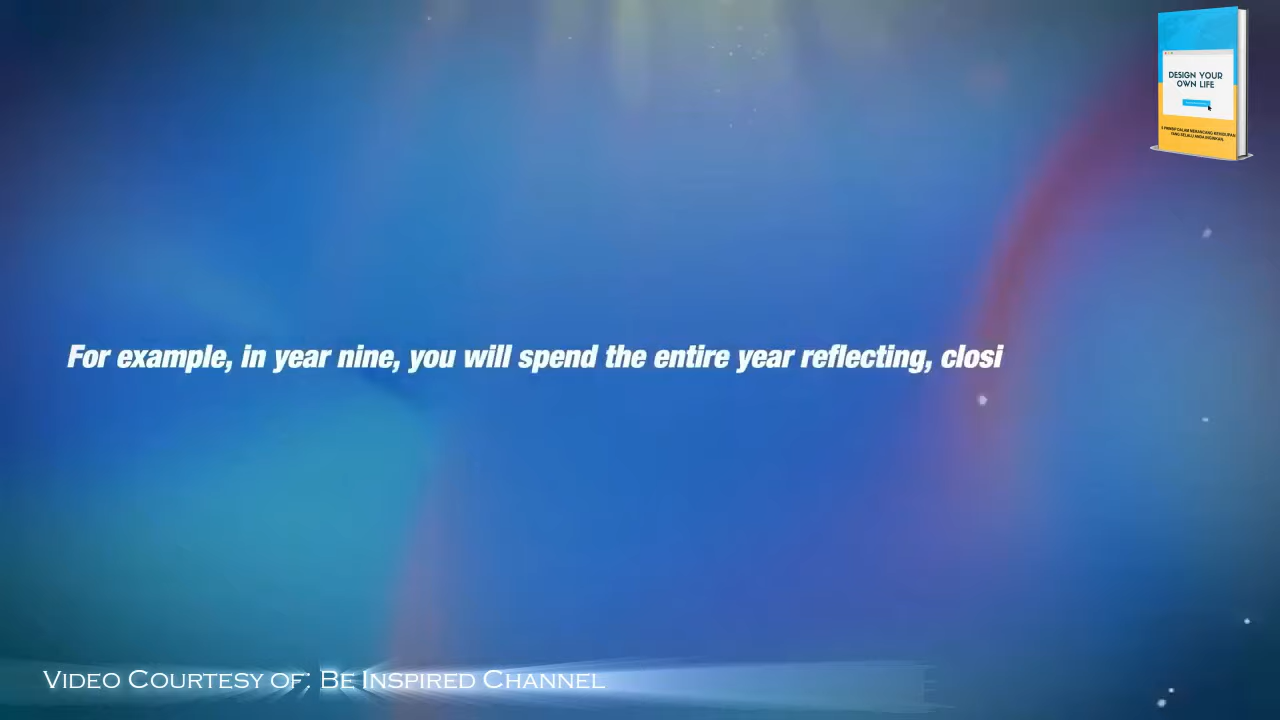 DESIGN YOUR
OWN LIFE
For example, in year nine, you will spend the entire year reflecting, closi
VIDEO COURTESY OF: BE INSPIRED CHANNEL